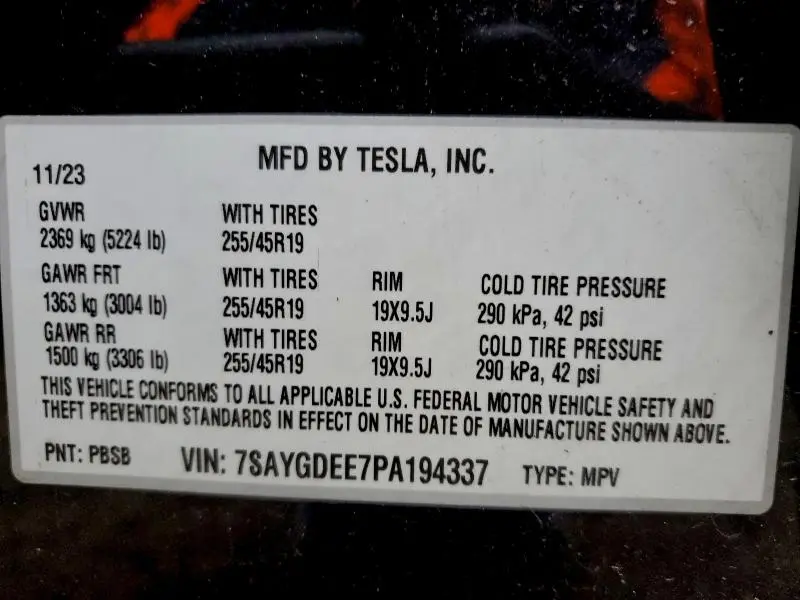 MFD BY TESLA, INC.
11/23
GVWR WITH TIRES
2369 kg (5224 lb) 255/45R19
GAWR FRT WITH TIRES RIM COLD TIRE PRESSURE
1363 kg (3004 lb) 255/45R19 19X9.5J 290 kPa, 42 psi
GAWR RR WITH TIRES RIM COLD TIRE PRESSURE
1500 kg (3306 lb) 255/45R19 19X9.5J 290 kPa, 42 psi
THIS VEHICLE CONFORMS TO ALL APPLICABLE U.S. FEDERAL MOTOR VEHICLE SAFETY AND
THEFT PREVENTION STANDARDS IN EFFECT ON THE DATE OF MANUFACTURE SHOWN ABOVE.
PNT: PBSB VIN: 7SAYGDEE7PA194337 TYPE: MPV